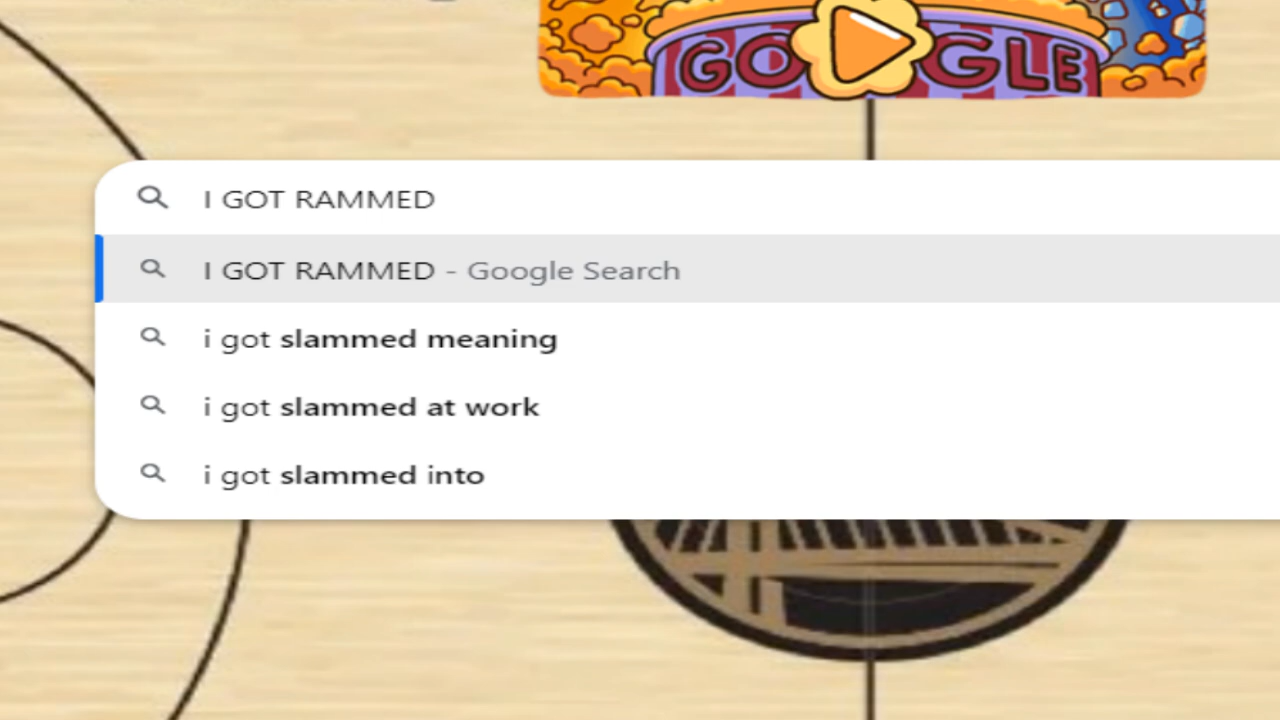 GOOGLE
I GOT RAMMED
I GOT RAMMED - Google Search
i got slammed meaning
i got slammed at work
i got slammed into